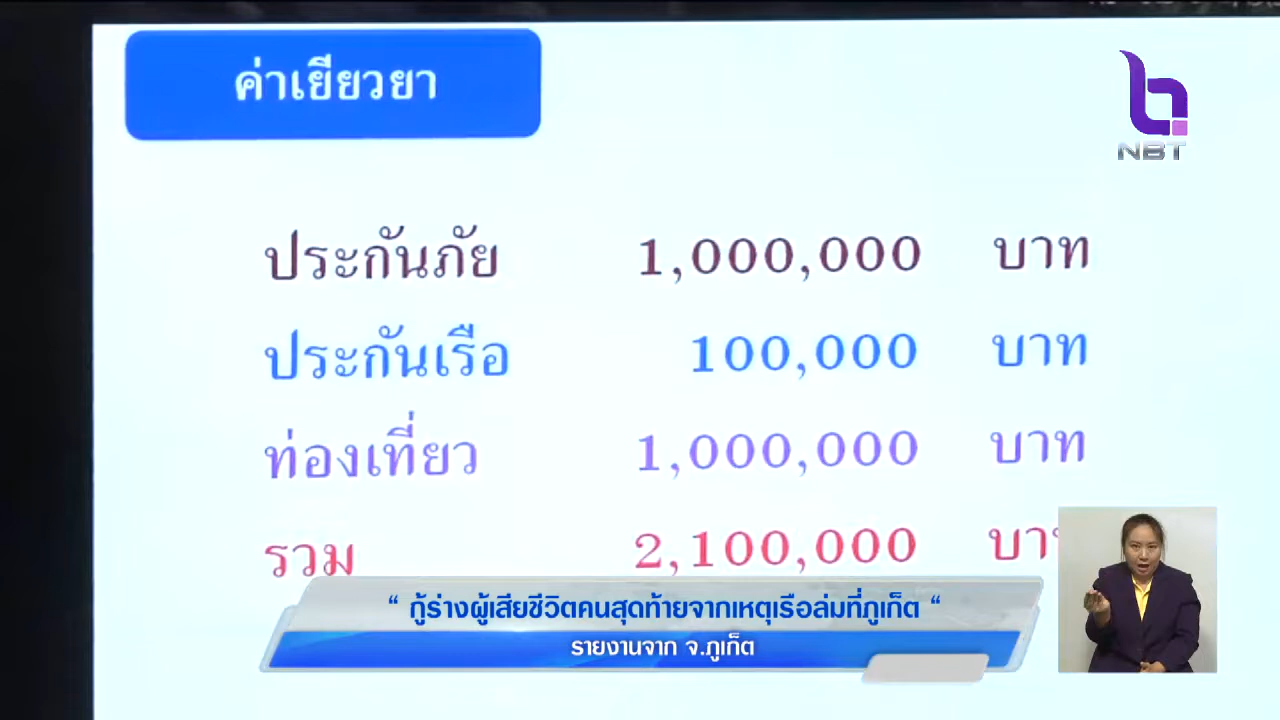 ค่าเยียวยา
NBT
ประกันภัย 1,000,000 บาท
ประกันเรือ 100,000 บาท
ท่องเที่ยว 1,000,000 บาท
รวม 2,100,000
“ กู้ร่างผู้เสียชีวิตคนสุดท้ายจากเหตุเรือล่มที่ภูเก็ต “
รายงานจาก จ.ภูเก็ต